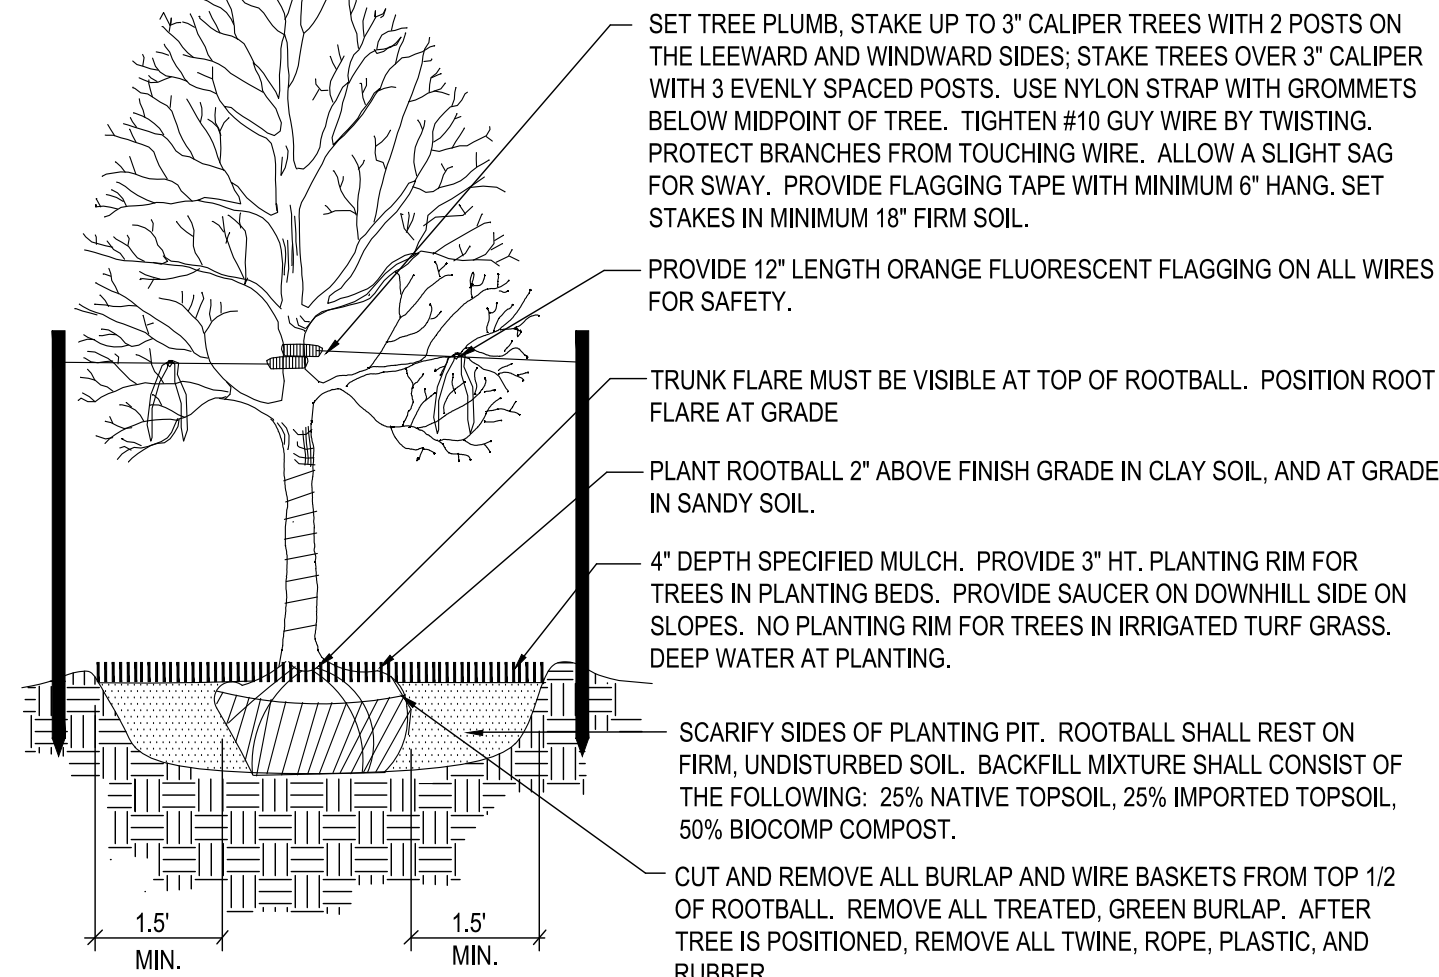 SET TREE PLUMB, STAKE UP TO 3" CALIPER TREES WITH 2 POSTS ON
THE LEEWARD AND WINDWARD SIDES; STAKE TREES OVER 3" CALIPER
WITH 3 EVENLY SPACED POSTS. USE NYLON STRAP WITH GROMMETS
BELOW MIDPOINT OF TREE. TIGHTEN #10 GUY WIRE BY TWISTING.
PROTECT BRANCHES FROM TOUCHING WIRE. ALLOW A SLIGHT SAG
FOR SWAY. PROVIDE FLAGGING TAPE WITH MINIMUM 6" HANG. SET
STAKES IN MINIMUM 18" FIRM SOIL.
PROVIDE 12" LENGTH ORANGE FLUORESCENT FLAGGING ON ALL WIRES
FOR SAFETY.
TRUNK FLARE MUST BE VISIBLE AT TOP OF ROOTBALL. POSITION ROOT
FLARE AT GRADE
PLANT ROOTBALL 2" ABOVE FINISH GRADE IN CLAY SOIL, AND AT GRADE
IN SANDY SOIL.
4" DEPTH SPECIFIED MULCH. PROVIDE 3" HT. PLANTING RIM FOR
TREES IN PLANTING BEDS. PROVIDE SAUCER ON DOWNHILL SIDE ON
SLOPES. NO PLANTING RIM FOR TREES IN IRRIGATED TURF GRASS.
DEEP WATER AT PLANTING.
SCARIFY SIDES OF PLANTING PIT. ROOTBALL SHALL REST ON
FIRM, UNDISTURBED SOIL. BACKFILL MIXTURE SHALL CONSIST OF
THE FOLLOWING: 25% NATIVE TOPSOIL, 25% IMPORTED TOPSOIL,
50% BIOCOMP COMPOST.
CUT AND REMOVE ALL BURLAP AND WIRE BASKETS FROM TOP 1/2
OF ROOTBALL. REMOVE ALL TREATED, GREEN BURLAP. AFTER
TREE IS POSITIONED, REMOVE ALL TWINE, ROPE, PLASTIC, AND
RUBBER
1.5'
MIN.
1.5'
MIN.